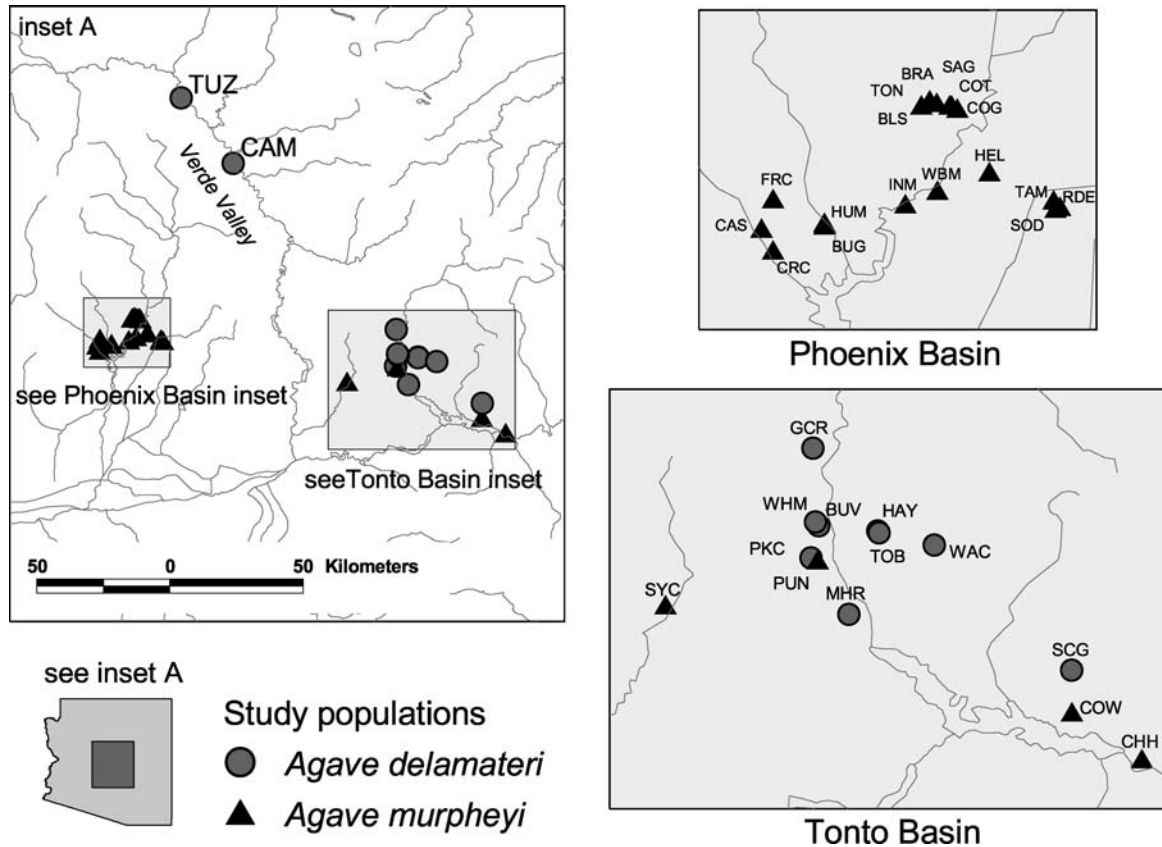 inset A
TUZ
CAM
Verde Valley
see Phoenix Basin inset
seeTonto Basin inset
50 0 50 Kilometers
see inset A
Study populations
Agave delamateri
Agave murpheyi
SAG
BRA
COT
TON
COG
BLS
HEL
WBM
FRC
INM
TAM
RDE
HUM
CAS
SOD
BUG
CRC
Phoenix Basin
GCR
WHM
BUV
HAY
PKC
TOB
WAC
PUN
SYC
MHR
SCG
COW
CHH
Tonto Basin